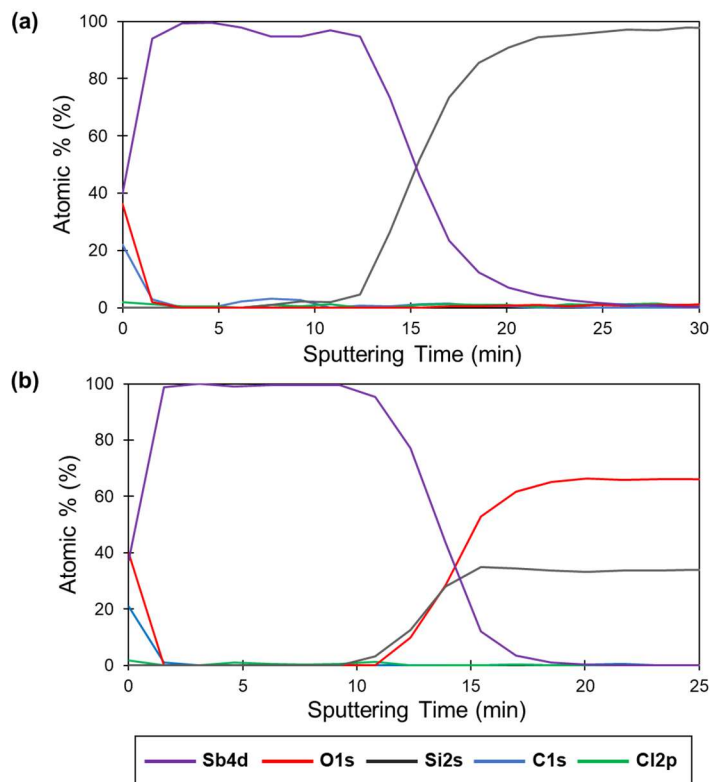 (a)
100
80
60
40
20
0
Atomic % (%)
0 5 10 15 20 25 30
Sputtering Time (min)
(b)
100
80
60
40
20
0
Atomic % (%)
0 5 10 15 20 25
Sputtering Time (min)
Sb4d O1s Si2s C1s Cl2p